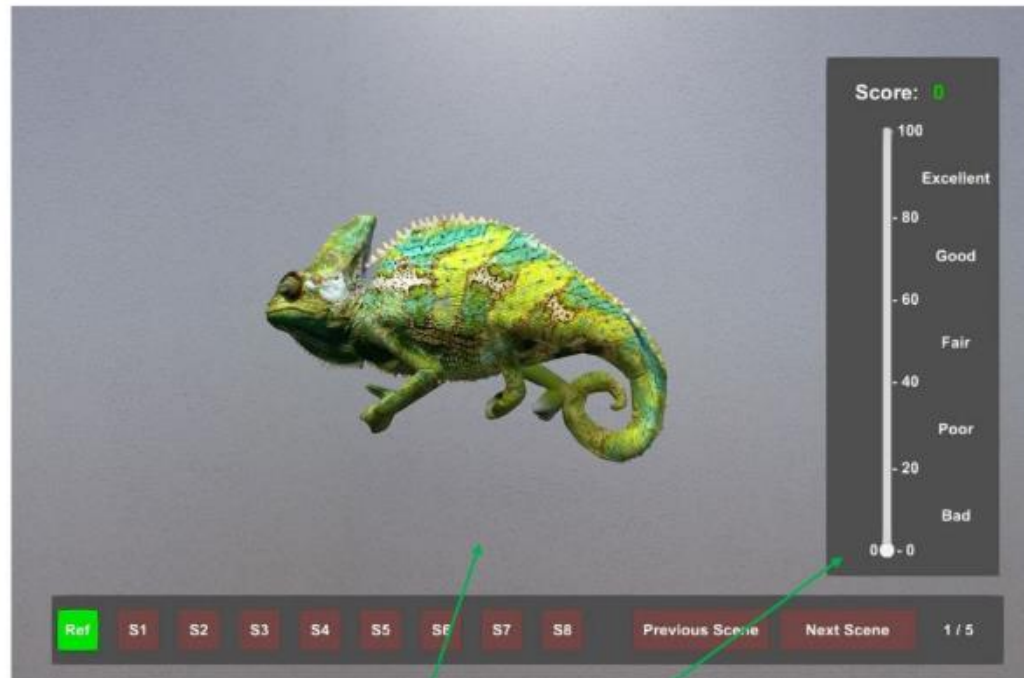 Score: 0
100
Excellent
- 80
Good
- 60
Fair
- 40
Poor
- 20
Bad
0 - 0
Ref S1 S2 S3 S4 S5 S6 S7 S8 Previous Scene Next Scene 1 / 5